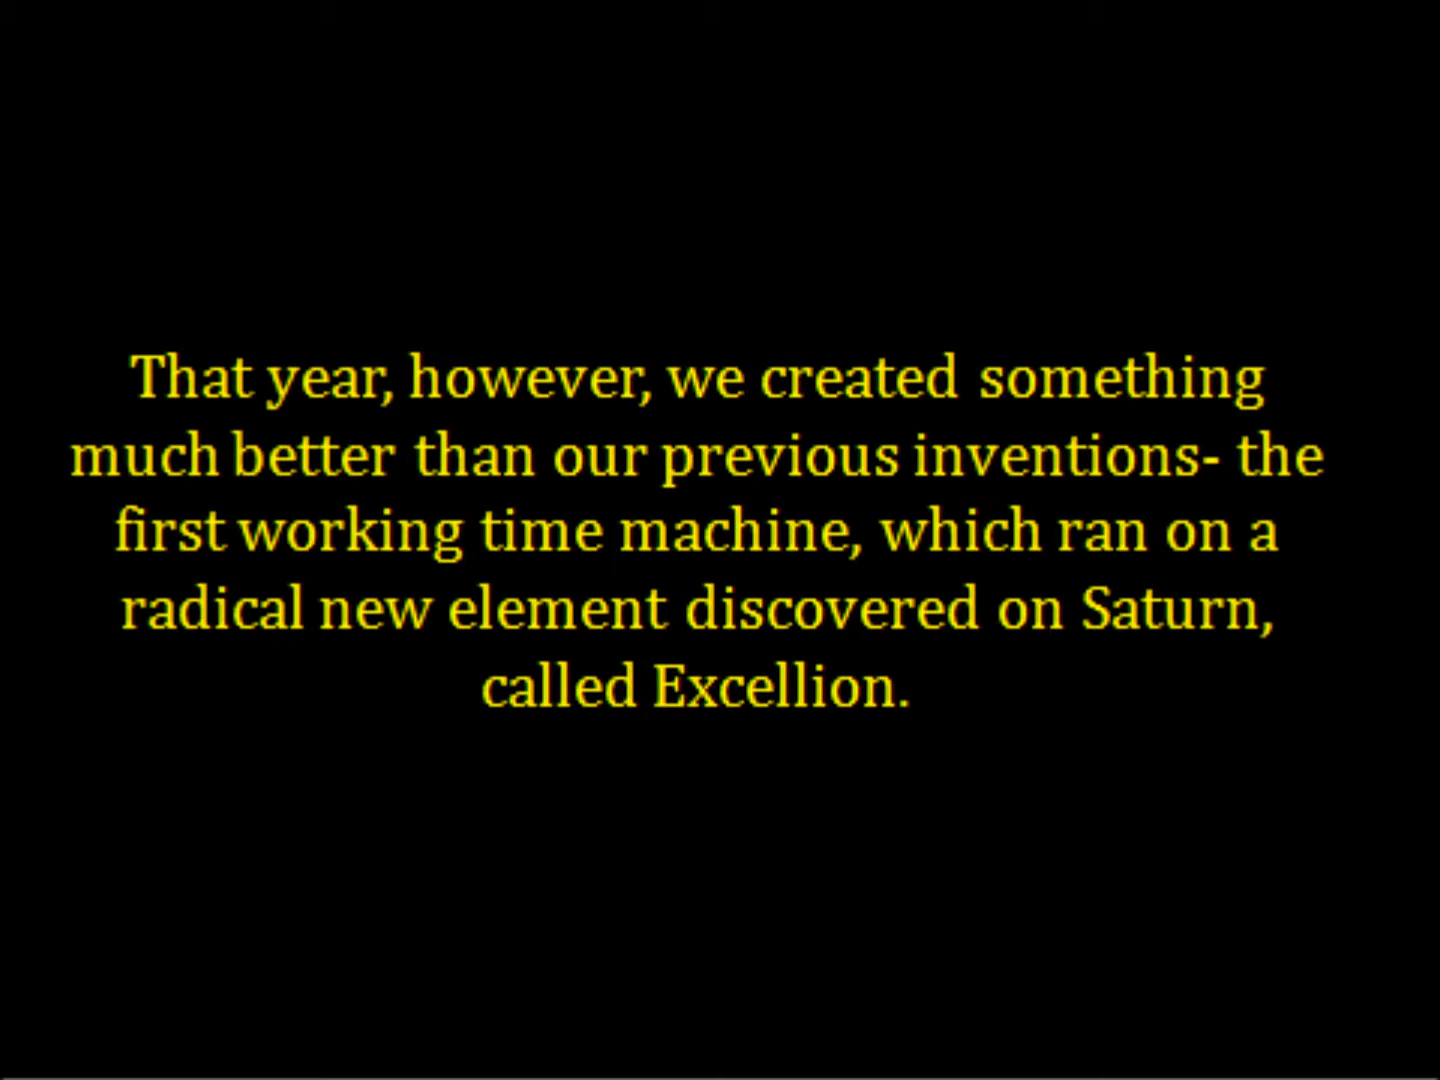 That year, however, we created something
much better than our previous inventions- the
first working time machine, which ran on a
radical new element discovered on Saturn,
called Excellion.